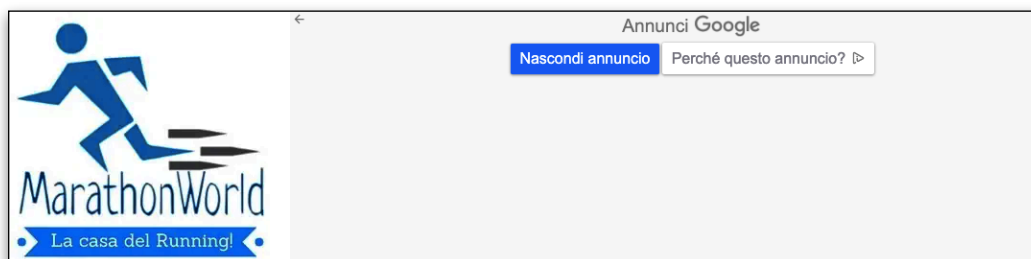 MarathonWorld
La casa del Running!
Annunci Google
Nascondi annuncio
Perché questo annuncio?